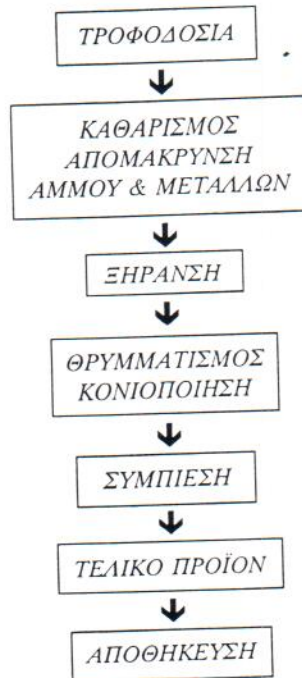 ΤΡΟΦΟΔΟΣΙΑ
ΚΑΘΑΡΙΣΜΟΣ
ΑΠΟΜΑΚΡΥΝΣΗ
ΑΜΜΟΥ & ΜΕΤΑΛΛΩΝ
ΞΗΡΑΝΣΗ
ΘΡΥΜΜΑΤΙΣΜΟΣ
ΚΟΝΙΟΠΟΙΗΣΗ
ΣΥΜΠΙΕΣΗ
ΤΕΛΙΚΟ ΠΡΟΪΟΝ
ΑΠΟΘΗΚΕΥΣΗ